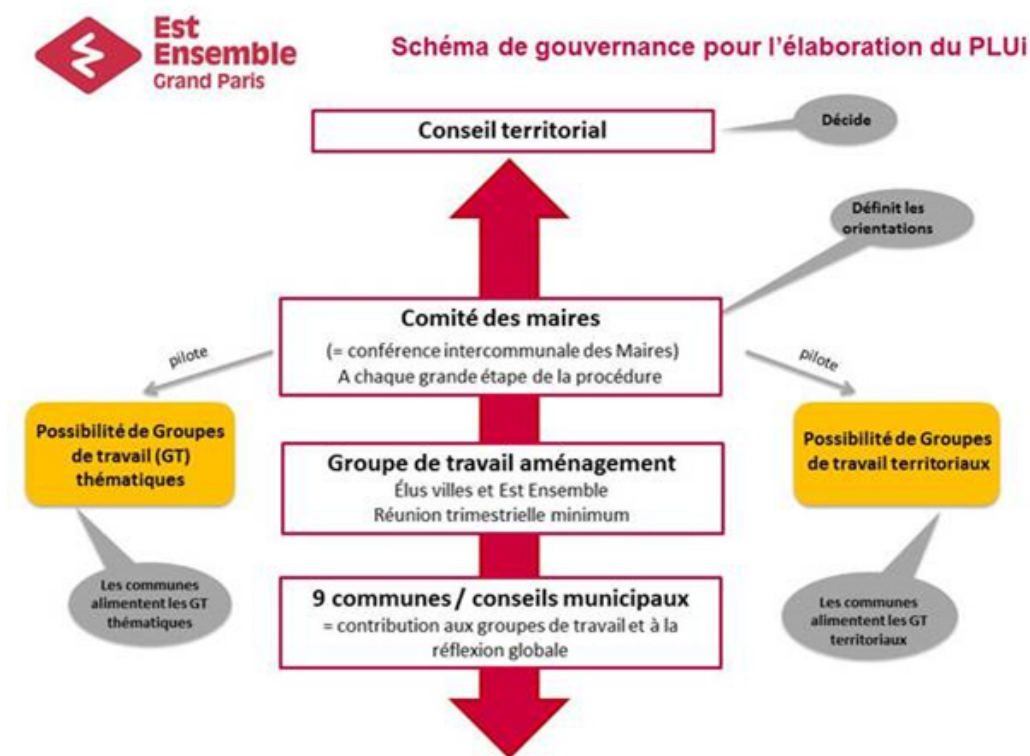 Est
Ensemble
Grand Paris
Schéma de gouvernance pour l'élaboration du PLUi
Conseil territorial
Décide
Définit les
orientations
Comité des maires
(= conférence intercommunale des Maires)
A chaque grande étape de la procédure
pilote
pilote
Possibilité de Groupes
de travail (GT)
thématiques
Groupe de travail aménagement
Élus villes et Est Ensemble
Réunion trimestrielle minimum
Possibilité de Groupes
de travail territoriaux
Les communes
alimentent les GT
thématiques
9 communes / conseils municipaux
= contribution aux groupes de travail et à la
réflexion globale
Les communes
alimentent les GT
territoriaux